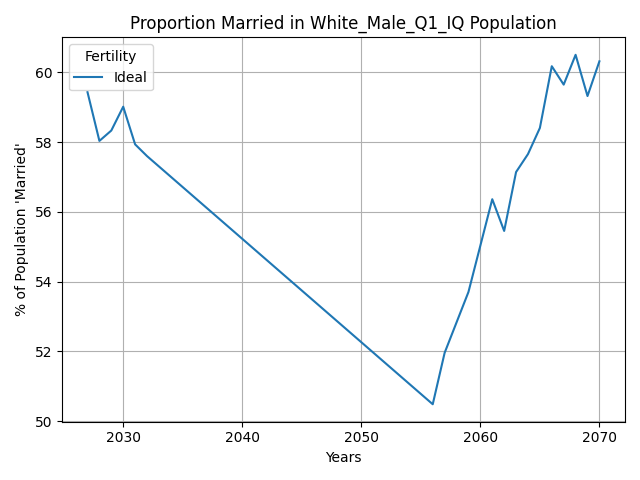 Proportion Married in White_Male_Q1_IQ Population
Fertility
Ideal
60
58
56
54
52
50
% of Population 'Married'
2030
2040
2050
2060
2070
Years